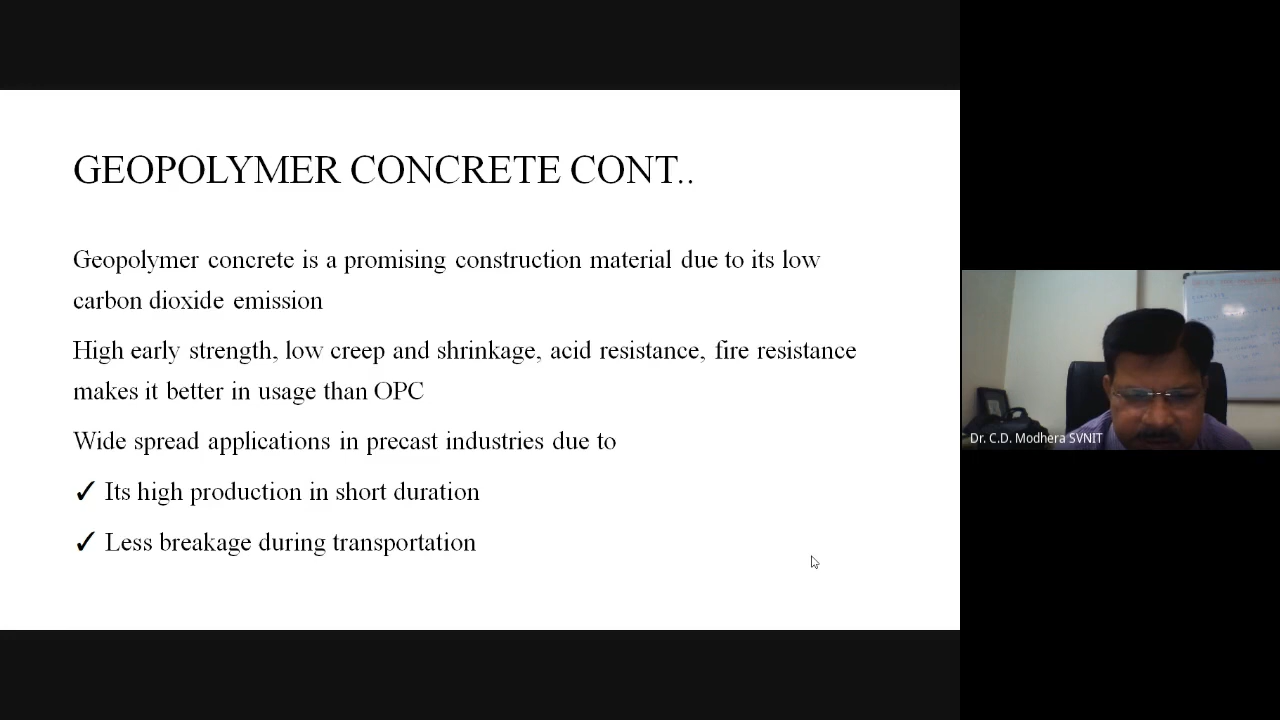 GEOPOLYMER CONCRETE CONT..
Geopolymer concrete is a promising construction material due to its low
carbon dioxide emission
High early strength, low creep and shrinkage, acid resistance, fire resistance
makes it better in usage than OPC
Wide spread applications in precast industries due to
✓ Its high production in short duration
✓ Less breakage during transportation
Dr. C.D. Modhera SVNIT